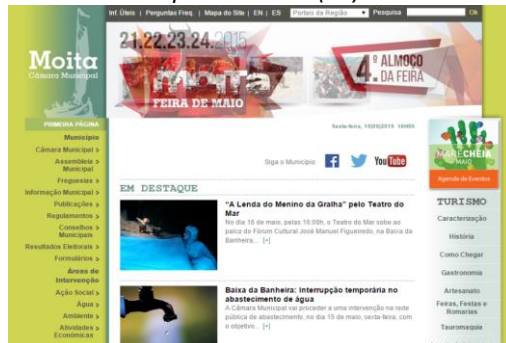 Inf. Úteis | Perguntas Freq. | Mapa do Site | EN | ES
Portais da Região
Pesquisa
Ok
Moita
Câmara Municipal
21.22.23.24.2015
moita
FEIRA DE MAIO
4.º ALMOÇO
DA FEIRA
PRIMEIRA PÁGINA
Município
Câmara Municipal >
Assembleia >
Municipal
Freguesias >
Informação Municipal >
Publicações >
Regulamentos >
Conselhos >
Municipais
Resultados Eleitorais >
Formulários >
Áreas de
Intervenção
Ação Social >
Água >
Ambiente >
Atividades >
Económicas
Siga o Município:
f
You Tube
EM DESTAQUE
"A Lenda do Menino da Gralha" pelo Teatro do
Mar
No dia 16 de maio, pelas 16:00h, o Teatro do Mar sobe ao
palco do Fórum Cultural José Manuel Figueiredo, na Baixa da
Banheira... [+]
Baixa da Banheira: Interrupção temporária no
abastecimento de água
A Câmara Municipal vai proceder a uma intervenção na rede
pública de abastecimento, no dia 15 de maio, sexta-feira, com
o objetivo... [+]
MARÉCHEIA
MAIO
Agenda de Eventos
TURISMO
Caracterização
História
Como Chegar
Gastronomia
Artesanato
Feiras, Festas e
Romarias
Tauromaquia